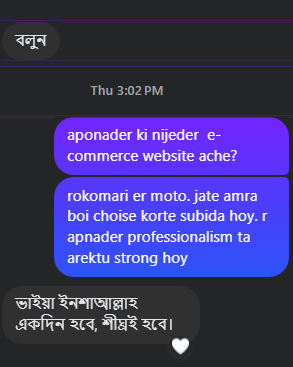 বলুন
Thu 3:02 PM
aponader ki nijeder e-
commerce website ache?
rokomari er moto. jate amra
boi choise korte subida hoy. r
apnader professionalism ta
arektu strong hoy
ভাইয়া ইনশাআল্লাহ
একদিন হবে, শীঘ্রই হবে।